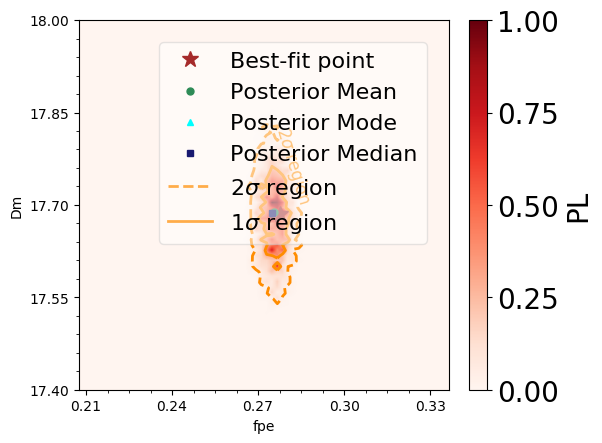 18.00
17.85
17.70
17.55
17.40
Dm
0.21
0.24
0.27
0.30
0.33
fpe
Best-fit point
Posterior Mean
Posterior Mode
Posterior Median
2σ region
1σ region
2σ region
1.00
0.75
0.50
0.25
0.00
PL